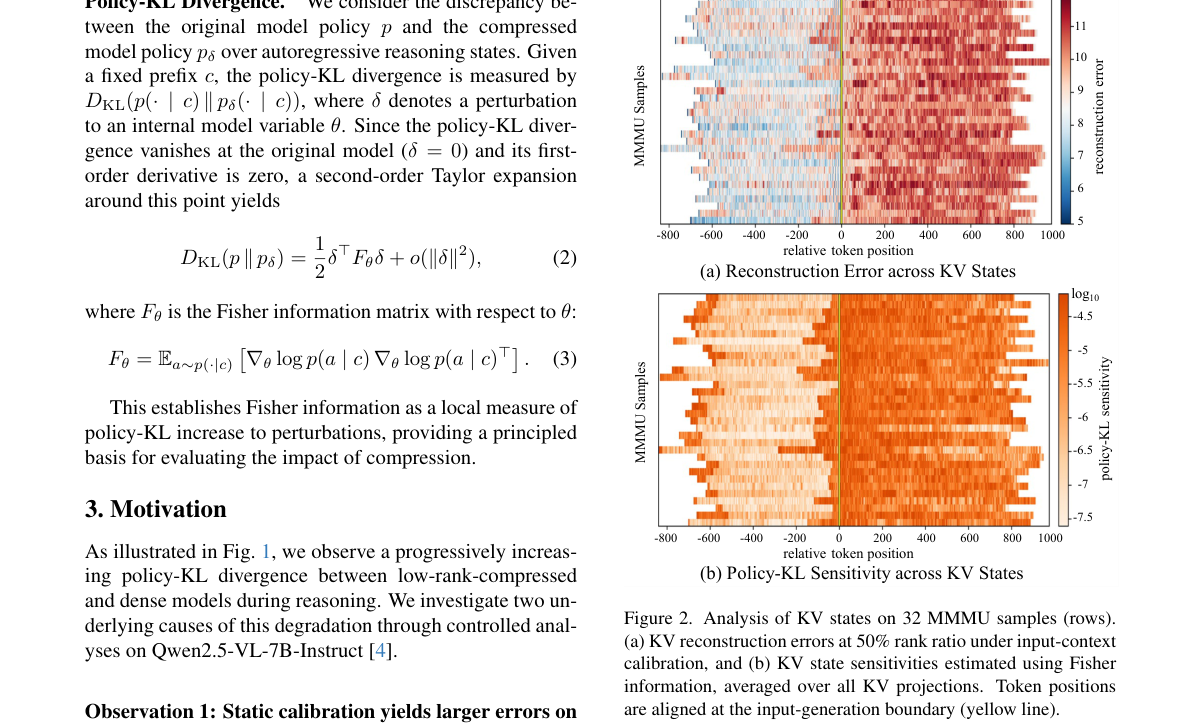 Policy-KL Divergence. We consider the discrepancy be-
tween the original model policy p and the compressed
model policy p_δ over autoregressive reasoning states. Given
a fixed prefix c, the policy-KL divergence is measured by
D_KL(p(· | c) ‖ p_δ(· | c)), where δ denotes a perturbation
to an internal model variable θ. Since the policy-KL diver-
gence vanishes at the original model (δ = 0) and its first-
order derivative is zero, a second-order Taylor expansion
around this point yields
D_KL(p ‖ p_δ) = 1/2 δ^⊤ F_θ δ + o(‖δ‖²), (2)
where F_θ is the Fisher information matrix with respect to θ:
F_θ = 𝔼_{a∼p(·|c)} [∇_θ log p(a | c) ∇_θ log p(a | c)^⊤] . (3)
This establishes Fisher information as a local measure of
policy-KL increase to perturbations, providing a principled
basis for evaluating the impact of compression.
3. Motivation
As illustrated in Fig. 1, we observe a progressively increas-
ing policy-KL divergence between low-rank-compressed
and dense models during reasoning. We investigate two un-
derlying causes of this degradation through controlled anal-
yses on Qwen2.5-VL-7B-Instruct [4].
Observation 1: Static calibration yields larger errors on
MMMU Samples
11
10
9
8
7
6
5
reconstruction error
-800 -600 -400 -200 0 200 400 600 800 1000
relative token position
(a) Reconstruction Error across KV States
MMMU Samples
log₁₀
-4.5
-5
-5.5
-6
-6.5
-7
-7.5
policy-KL sensitivity
-800 -600 -400 -200 0 200 400 600 800 1000
relative token position
(b) Policy-KL Sensitivity across KV States
Figure 2. Analysis of KV states on 32 MMMU samples (rows).
(a) KV reconstruction errors at 50% rank ratio under input-context
calibration, and (b) KV state sensitivities estimated using Fisher
information, averaged over all KV projections. Token positions
are aligned at the input-generation boundary (yellow line).